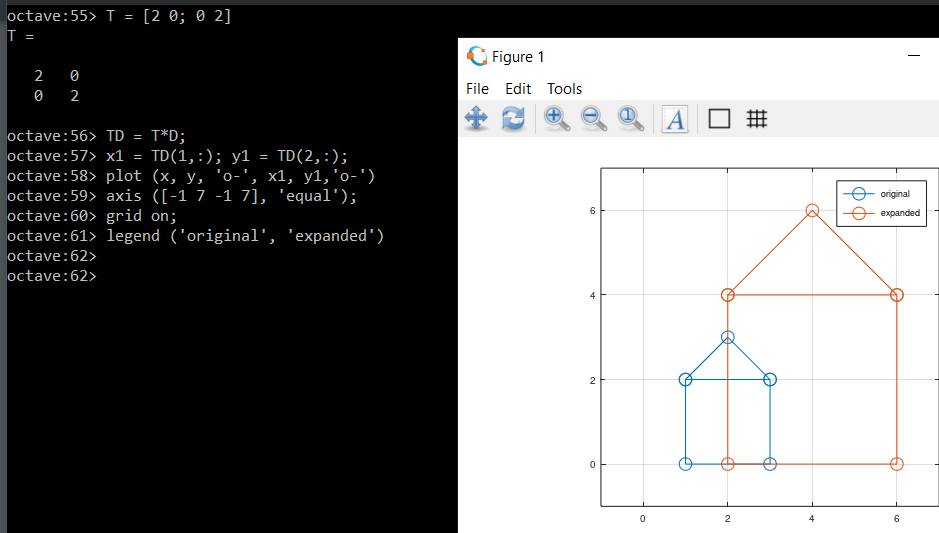 octave:55> T = [2 0; 0 2]
T =
2 0
0 2
octave:56> TD = T*D;
octave:57> x1 = TD(1,:); y1 = TD(2,:);
octave:58> plot (x, y, 'o-', x1, y1,'o-')
octave:59> axis ([-1 7 -1 7], 'equal');
octave:60> grid on;
octave:61> legend ('original', 'expanded')
octave:62>
octave:62>
Figure 1
File Edit Tools
1 A
original
expanded
6
4
2
0
0 2 4 6